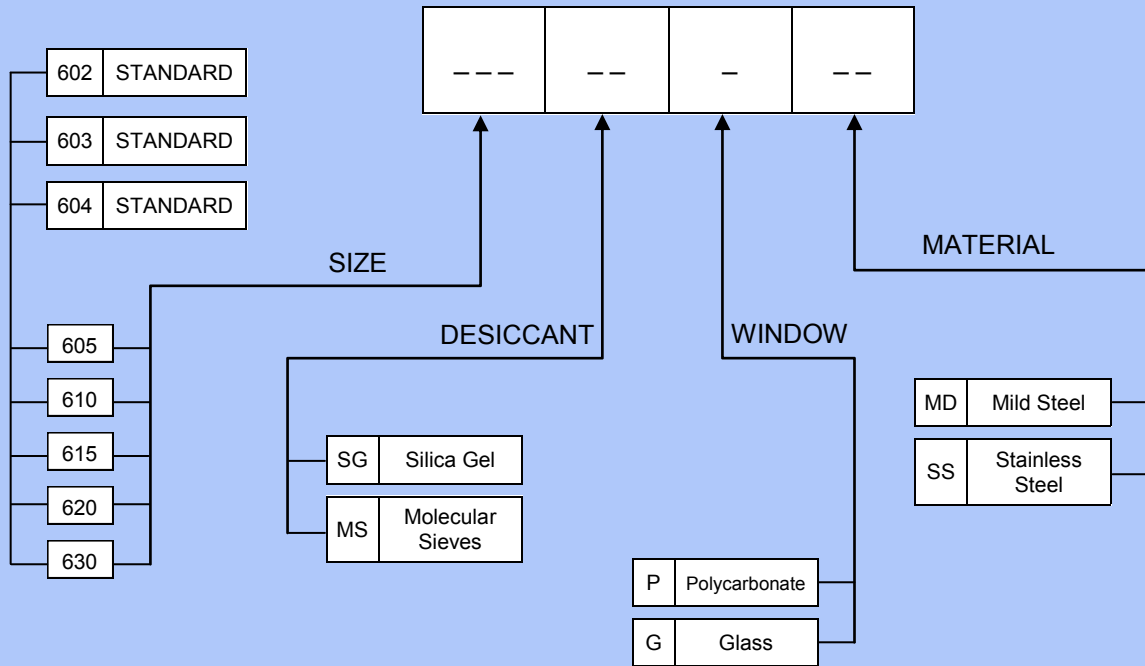 --- -- - --
602 STANDARD
603 STANDARD
604 STANDARD
SIZE
605
610
615
620
630
DESICCANT
SG Silica Gel
MS Molecular
Sieves
WINDOW
P Polycarbonate
G Glass
MATERIAL
MD Mild Steel
SS Stainless
Steel